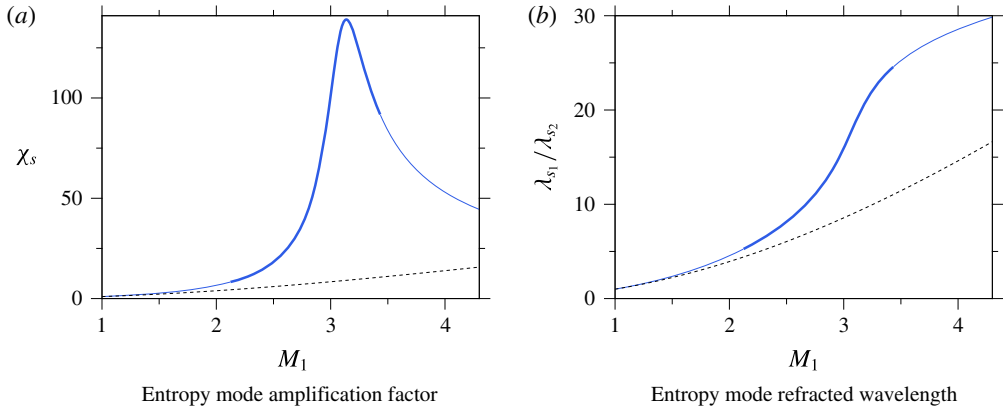 (a)
100
50
0
χs
1 2 3 4
M1
Entropy mode amplification factor
(b)
30
20
10
0
λs1/λs2
1 2 3 4
M1
Entropy mode refracted wavelength